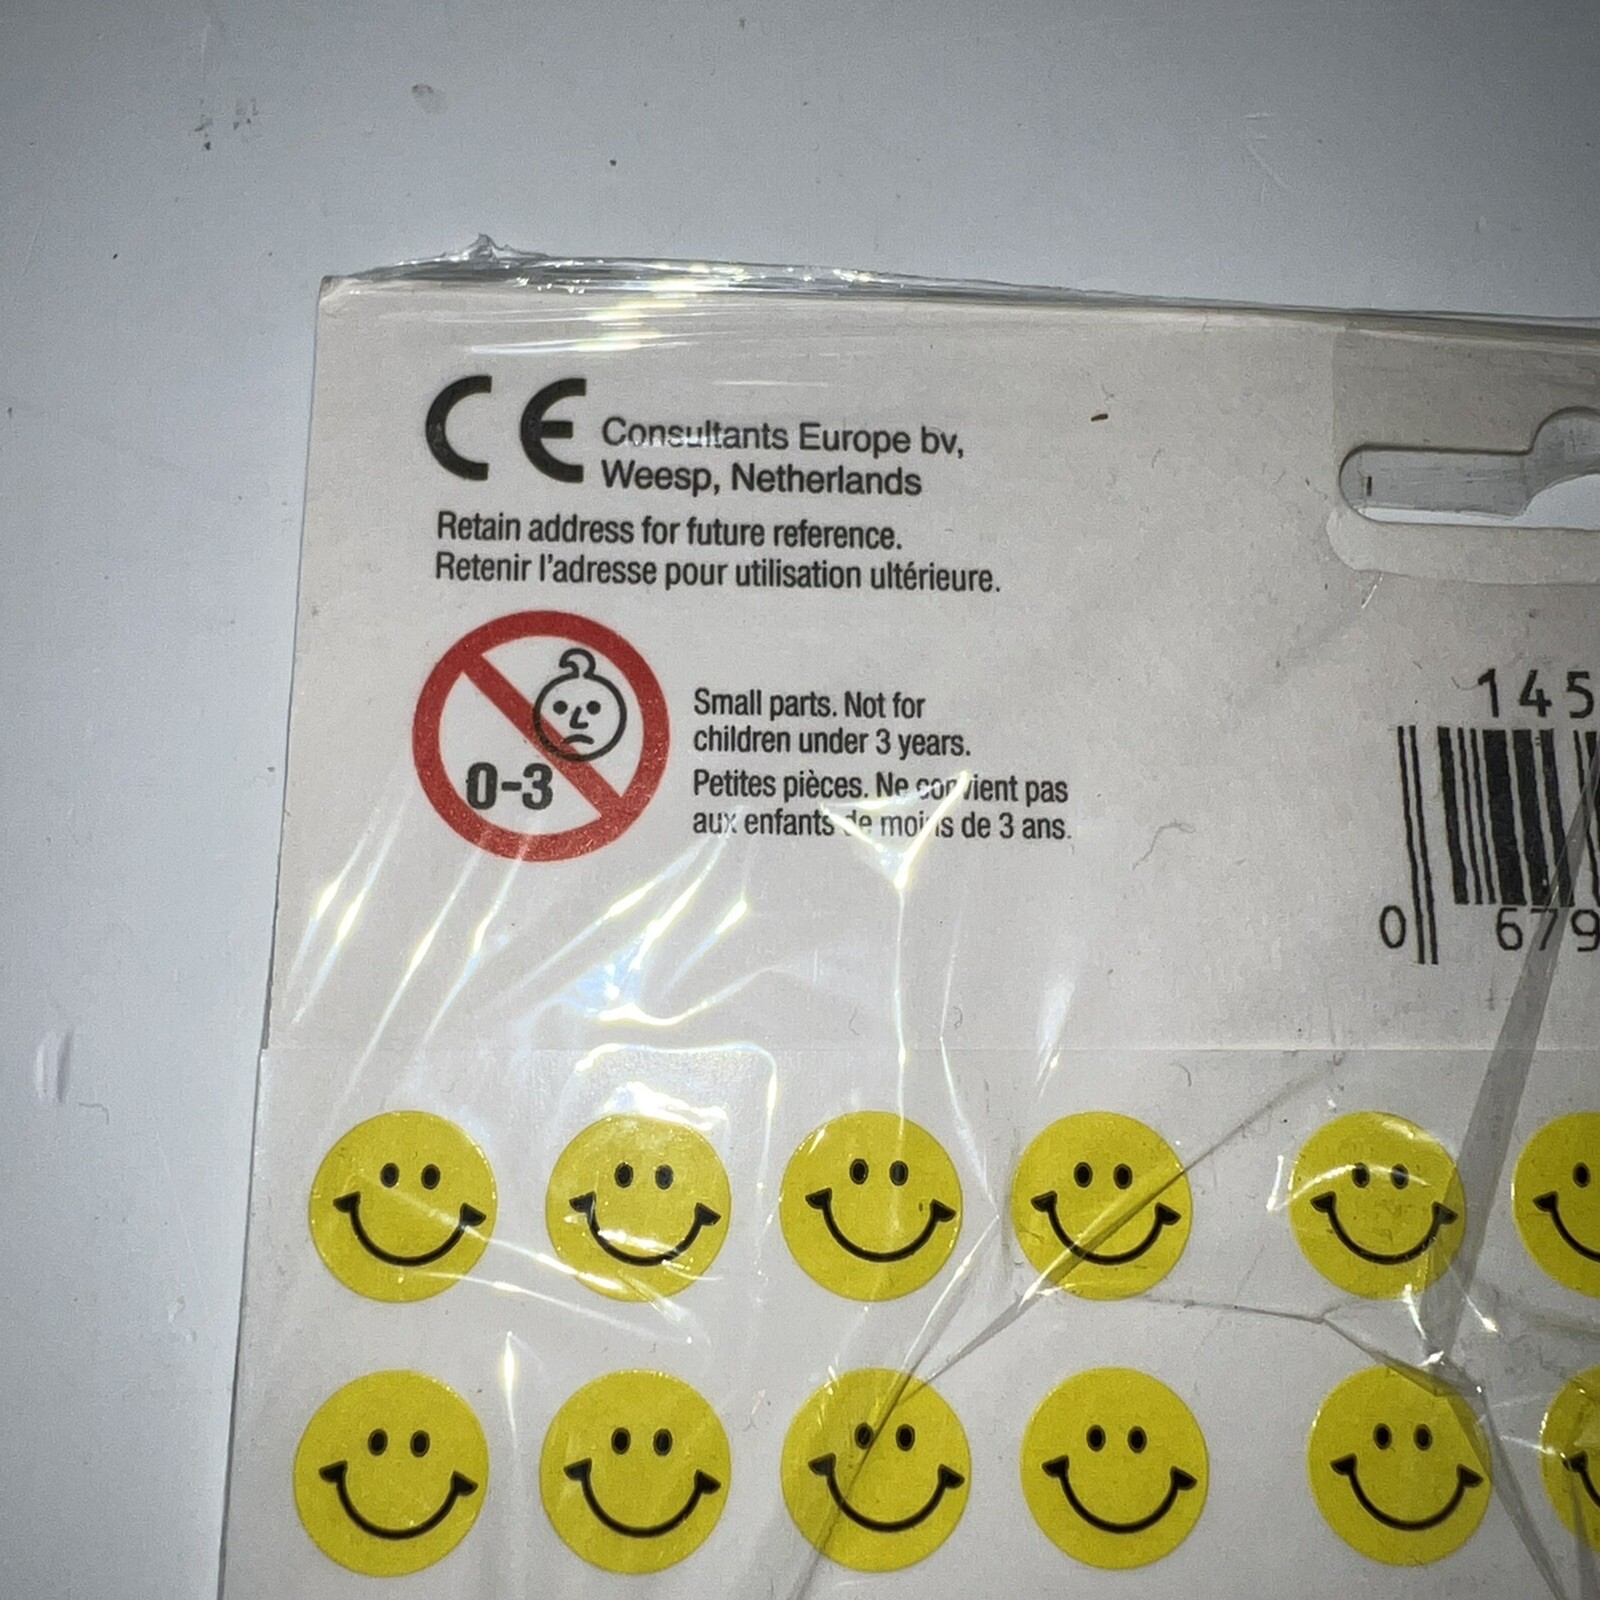 CE Consultants Europe bv,
Weesp, Netherlands
Retain address for future reference.
Retenir l'adresse pour utilisation ultérieure.
0-3
Small parts. Not for
children under 3 years.
Petites pièces. Ne convient pas
aux enfants de moins de 3 ans.
145
0 679